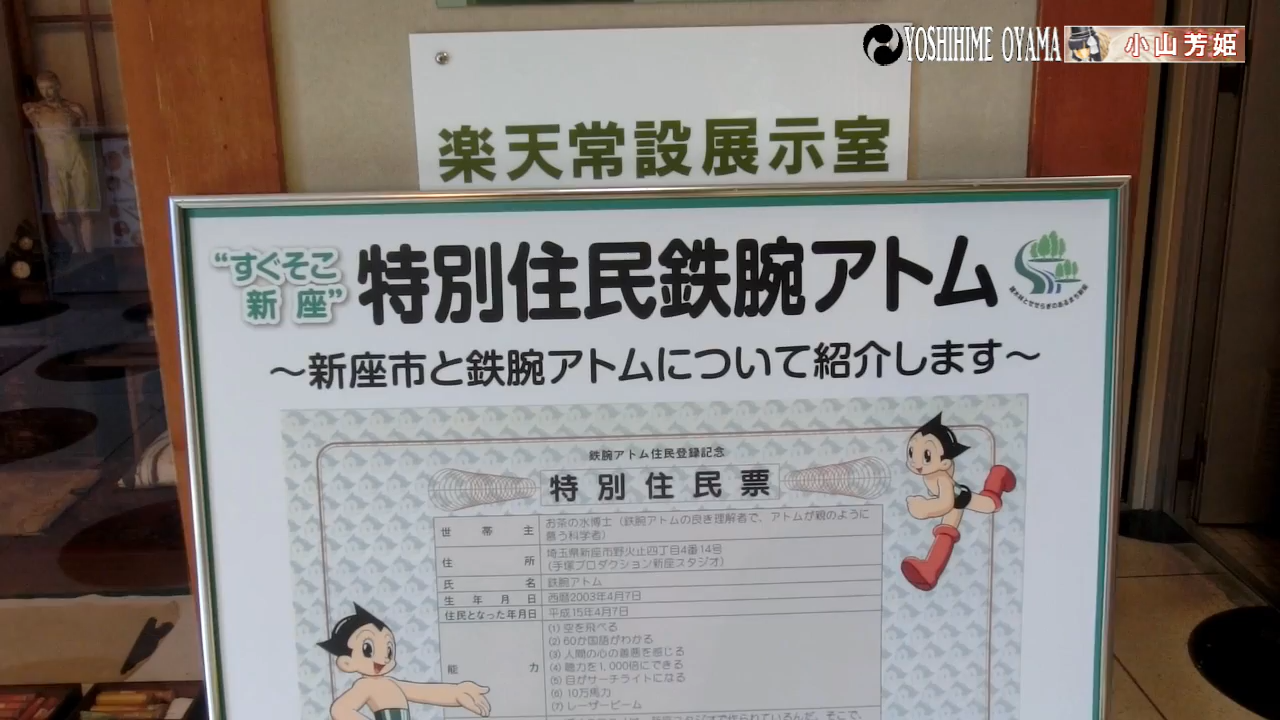 YOSHIHIME OYAMA 小山芳姫
楽天常設展示室
“すぐそこ
新座”
特別住民鉄腕アトム
～新座市と鉄腕アトムについて紹介します～
鉄腕アトム住民登録記念
特別住民票
世帯主 お茶の水博士（鉄腕アトムの良き理解者で、アトムが親のように
慕う科学者）
住所 埼玉県新座市野火止四丁目4番14号
（手塚プロダクション新座スタジオ）
氏名 鉄腕アトム
生年月日 西暦2003年4月7日
住民となった年月日 平成15年4月7日
能力 (1) 空を飛べる
(2) 60か国語がわかる
(3) 人間の心の善悪を感じる
(4) 聴力を1,000倍にできる
(5) 目がサーチライトになる
(6) 10万馬力
(7) レーザービーム